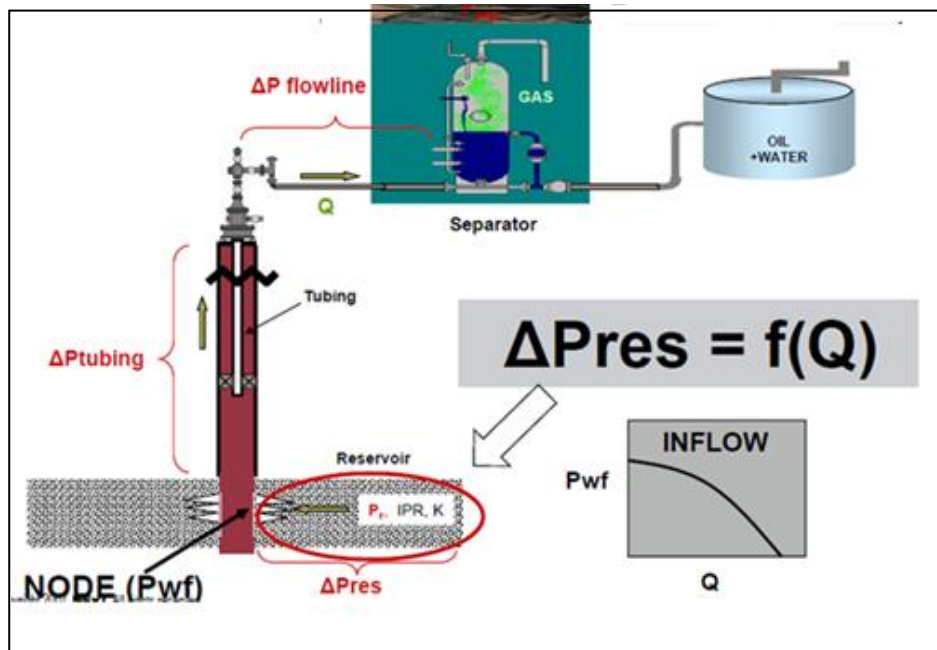 ΔP flowline
GAS
OIL
+WATER
Q
Separator
Tubing
ΔPtubing
ΔPres = f(Q)
Reservoir
INFLOW
Pwf
Pr, IPR, K
NODE (Pwf)
ΔPres
Q